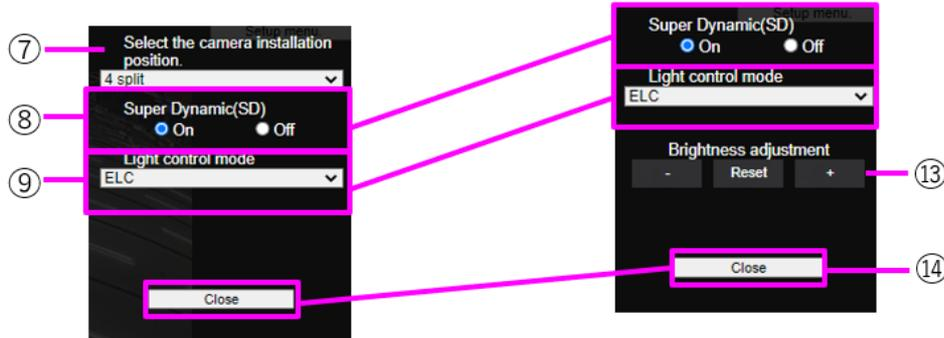 Setup menu.
⑦
Select the camera installation
position.
4 split
⑧
Super Dynamic(SD)
On
Off
⑨
Light control mode
ELC
Close
Setup menu.
Super Dynamic(SD)
On
Off
Light control mode
ELC
Brightness adjustment
-
Reset
+
⑬
Close
⑭